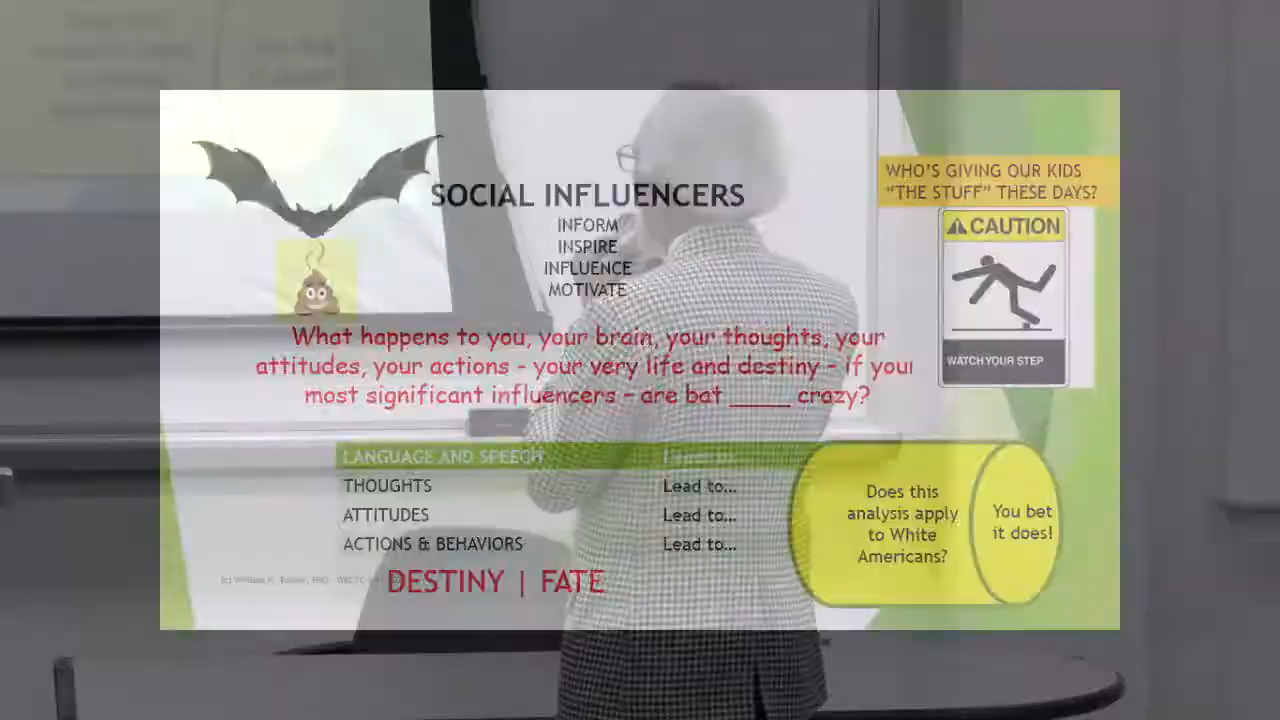 SOCIAL INFLUENCERS
INFORM
INSPIRE
INFLUENCE
MOTIVATE
WHO'S GIVING OUR KIDS
"THE STUFF" THESE DAYS?
CAUTION
WATCH YOUR STEP
What happens to you, your brain, your thoughts, your
attitudes, your actions - your very life and destiny – if your
most significant influencers – are bat _____ crazy?
LANGUAGE AND SPEECH Lead to...
THOUGHTS Lead to...
ATTITUDES Lead to...
ACTIONS & BEHAVIORS Lead to...
DESTINY | FATE
Does this
analysis apply
to White
Americans?
You bet
it does!